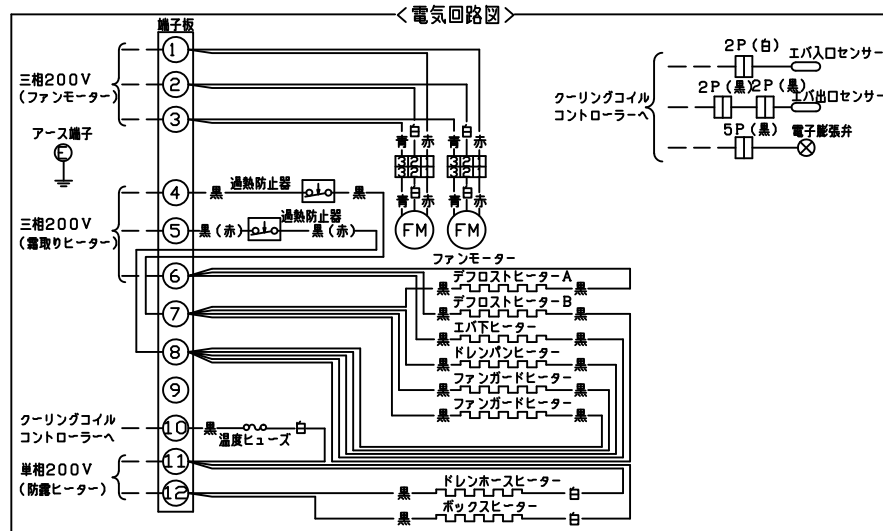 電気回路図
端子板
三相200V
(ファンモーター)
アース端子
E
三相200V
(霜取りヒーター)
クーリングコイル
コントローラーへ
単相200V
(防露ヒーター)
1
2
3
4
5
6
7
8
9
10
11
12
黒 過熱防止器 黒
黒(赤) 過熱防止器 黒(赤)
黒 温度ヒューズ 白
青 白 赤 青 白 赤
3 2 1 3 2 1
3 2 1 3 2 1
青 白 赤 青 白 赤
FM FM
ファンモーター
デフロストヒーターA
黒 黒
デフロストヒーターB
黒 黒
エバ下ヒーター
黒 黒
ドレンパンヒーター
黒 黒
ファンガードヒーター
黒 黒
ファンガードヒーター
黒 黒
ドレンホースヒーター
黒 白
ボックスヒーター
黒 白
クーリングコイル
コントローラーへ
2P(白) エバ入口センサー
2P(黒) 2P(黒) エバ出口センサー
5P(黒) 電子膨張弁